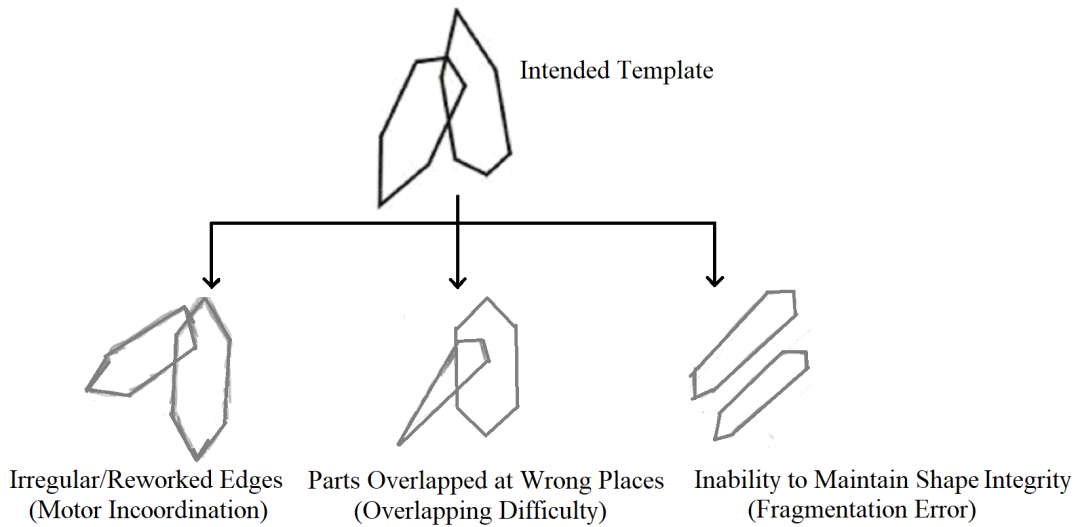 Intended Template
Irregular/Reworked Edges
(Motor Incoordination)
Parts Overlapped at Wrong Places
(Overlapping Difficulty)
Inability to Maintain Shape Integrity
(Fragmentation Error)